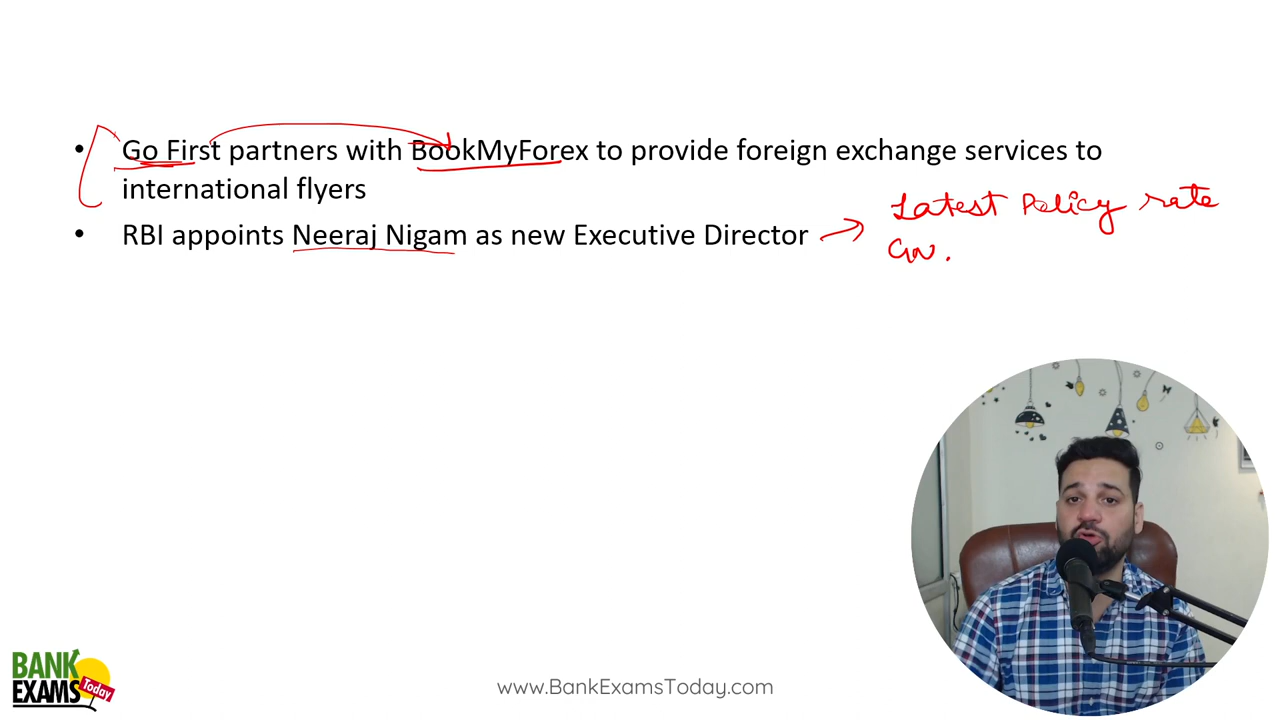 • Go First partners with BookMyForex to provide foreign exchange services to
international flyers
• RBI appoints Neeraj Nigam as new Executive Director
Latest Policy rate
Gov.
BANK
EXAMS
Today
www.BankExamsToday.com